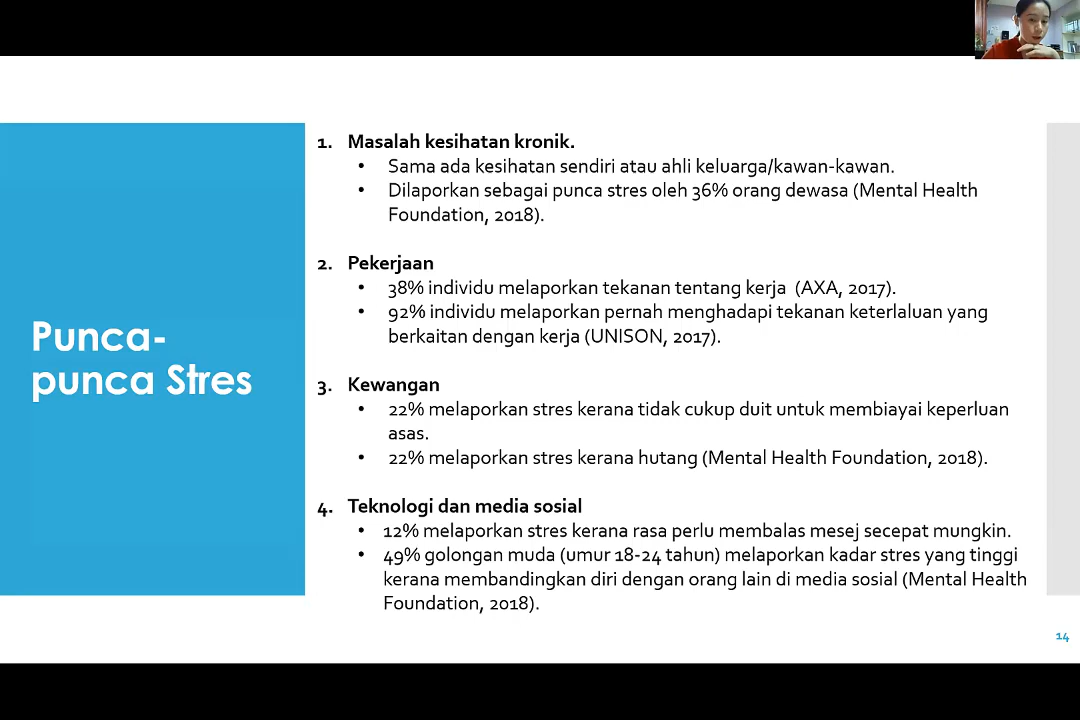 Punca-
punca Stres
1. Masalah kesihatan kronik.
• Sama ada kesihatan sendiri atau ahli keluarga/kawan-kawan.
• Dilaporkan sebagai punca stres oleh 36% orang dewasa (Mental Health
Foundation, 2018).
2. Pekerjaan
• 38% individu melaporkan tekanan tentang kerja (AXA, 2017).
• 92% individu melaporkan pernah menghadapi tekanan keterlaluan yang
berkaitan dengan kerja (UNISON, 2017).
3. Kewangan
• 22% melaporkan stres kerana tidak cukup duit untuk membiayai keperluan
asas.
• 22% melaporkan stres kerana hutang (Mental Health Foundation, 2018).
4. Teknologi dan media sosial
• 12% melaporkan stres kerana rasa perlu membalas mesej secepat mungkin.
• 49% golongan muda (umur 18-24 tahun) melaporkan kadar stres yang tinggi
kerana membandingkan diri dengan orang lain di media sosial (Mental Health
Foundation, 2018).
14